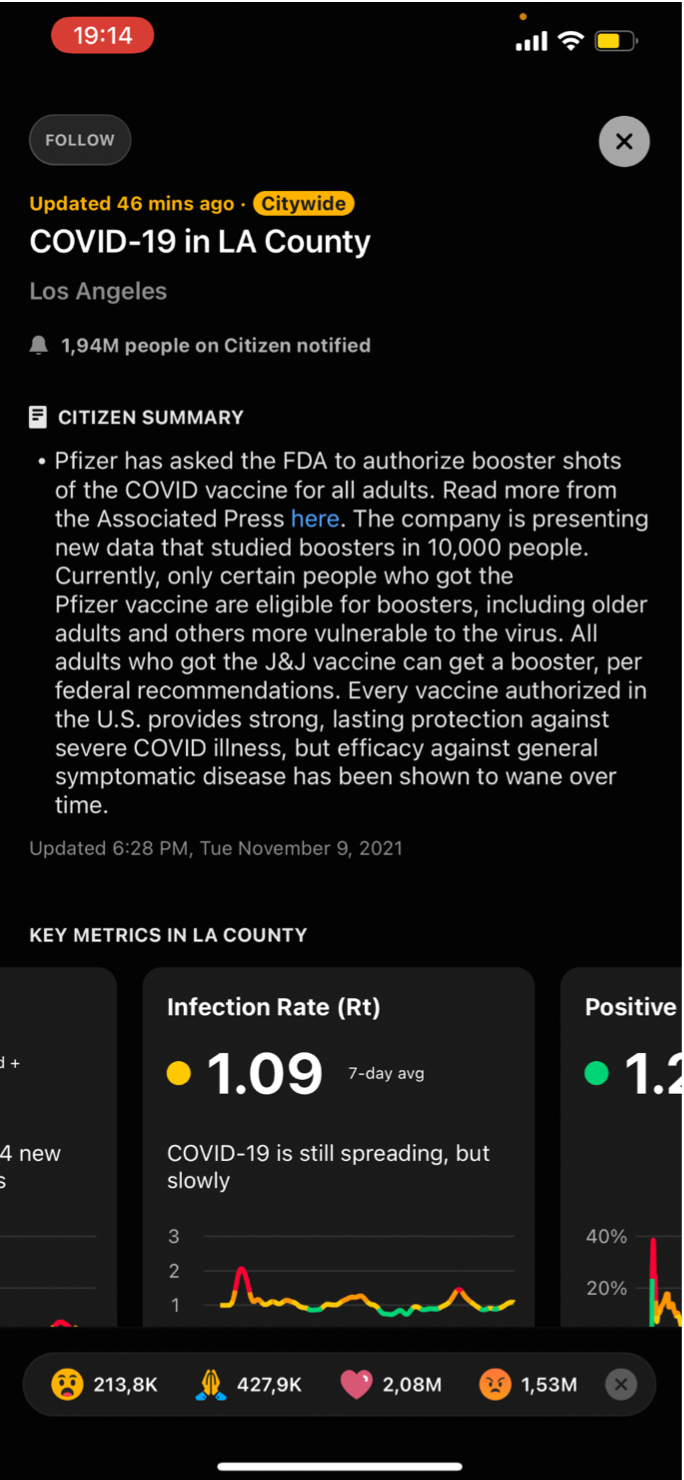 19:14
FOLLOW
Updated 46 mins ago · Citywide
COVID-19 in LA County
Los Angeles
1,94M people on Citizen notified
CITIZEN SUMMARY
• Pfizer has asked the FDA to authorize booster shots
of the COVID vaccine for all adults. Read more from
the Associated Press here. The company is presenting
new data that studied boosters in 10,000 people.
Currently, only certain people who got the
Pfizer vaccine are eligible for boosters, including older
adults and others more vulnerable to the virus. All
adults who got the J&J vaccine can get a booster, per
federal recommendations. Every vaccine authorized in
the U.S. provides strong, lasting protection against
severe COVID illness, but efficacy against general
symptomatic disease has been shown to wane over
time.
Updated 6:28 PM, Tue November 9, 2021
KEY METRICS IN LA COUNTY
Infection Rate (Rt)
1.09 7-day avg
COVID-19 is still spreading, but
slowly
3
2
1
4 new
Positive
40%
20%
213,8K 427,9K 2,08M 1,53M